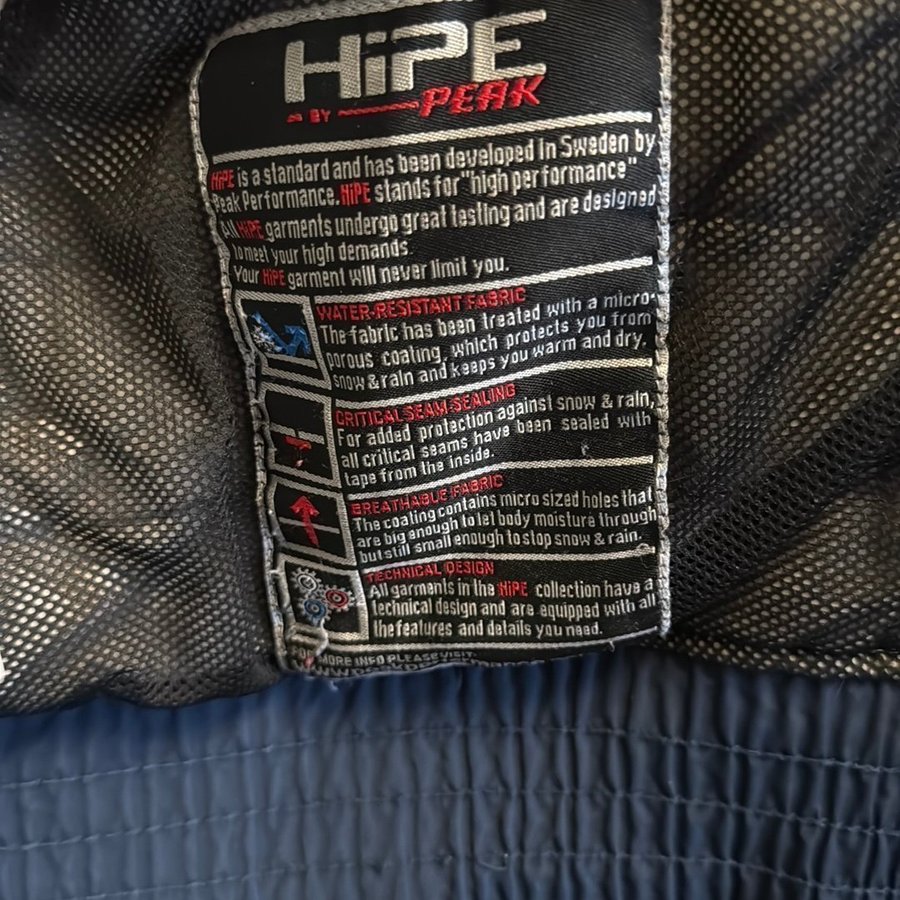 HiPE
BY PEAK
HiPE is a standard and has been developed in Sweden by
Peak Performance. HiPE stands for "high performance"
All HiPE garments undergo great testing and are designed
to meet your high demands
Your HiPE garment will never limit you.
WATER-RESISTANT FABRIC
The fabric has been treated with a micro-
porous coating, which protects you from
snow & rain and keeps you warm and dry.
CRITICAL SEAM SEALING
For added protection against snow & rain,
all critical seams have been sealed with
tape from the inside.
BREATHABLE FABRIC
The coating contains micro sized holes that
are big enough to let body moisture through
but still small enough to stop snow & rain.
TECHNICAL DESIGN
All garments in the HiPE collection have a
technical design and are equipped with all
the features and details you need.
FOR MORE INFO PLEASE VISIT: